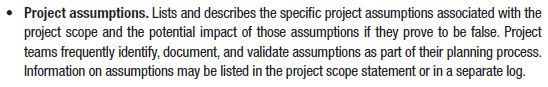 • Project assumptions. Lists and describes the specific project assumptions associated with the
project scope and the potential impact of those assumptions if they prove to be false. Project
teams frequently identify, document, and validate assumptions as part of their planning process.
Information on assumptions may be listed in the project scope statement or in a separate log.